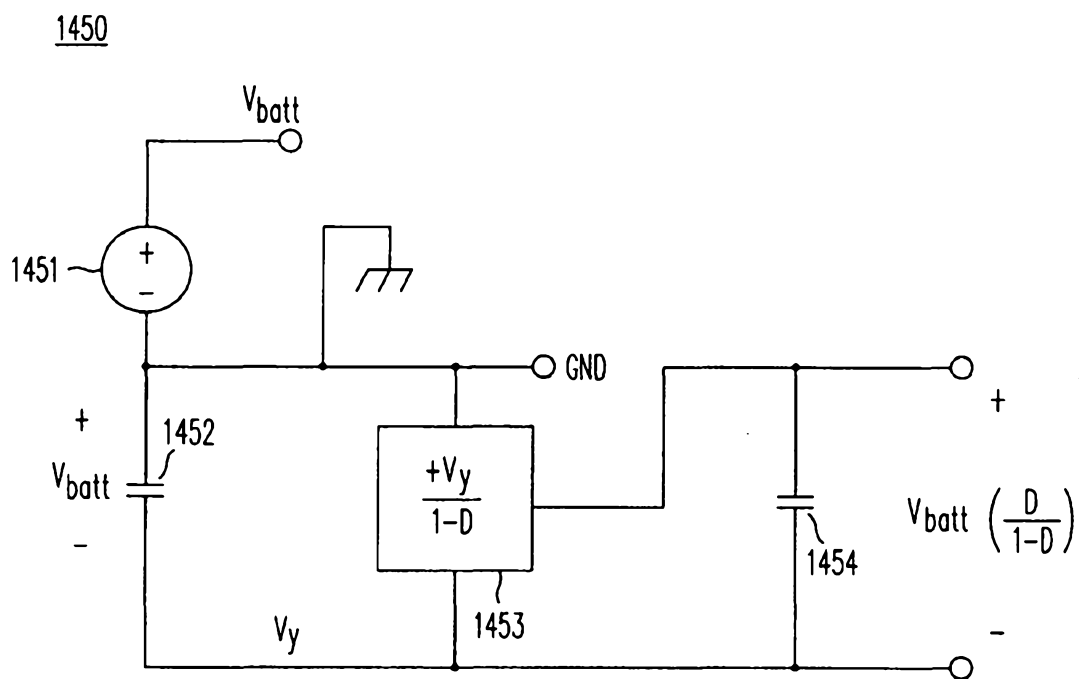 1450
V_batt
+
1451
-
GND
+
1452
V_batt
-
+V_y
1-D
1453
V_y
1454
+
V_batt (D/1-D)
-